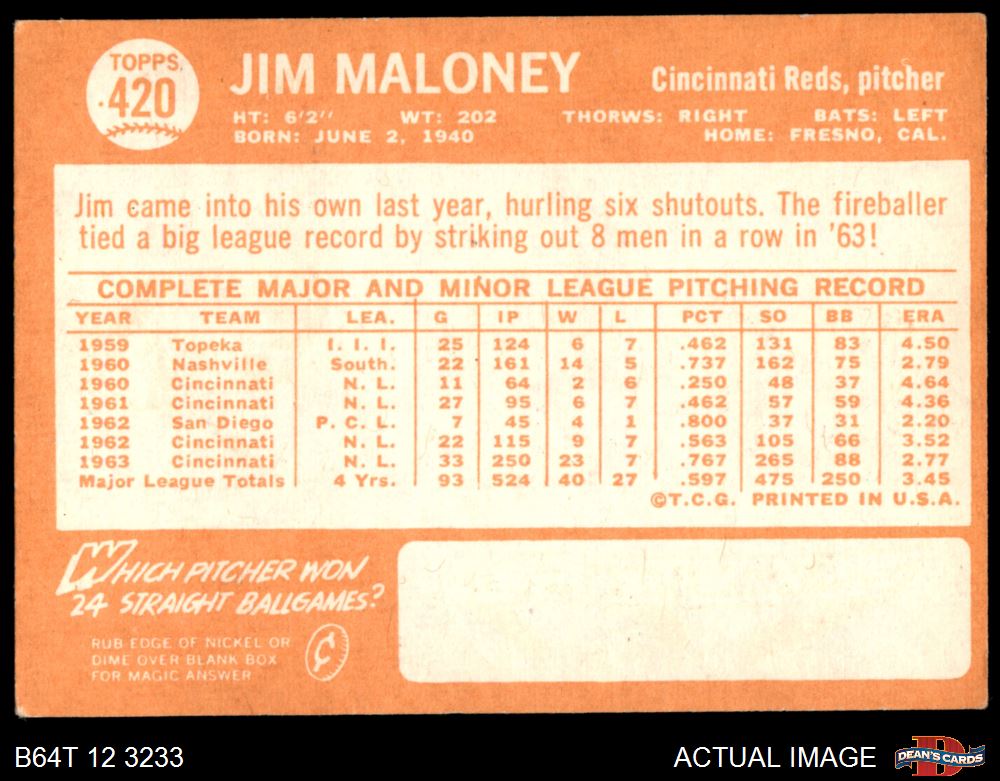 TOPPS
420
JIM MALONEY
Cincinnati Reds, pitcher
HT: 6'2" WT: 202 THORWS: RIGHT BATS: LEFT
BORN: JUNE 2, 1940 HOME: FRESNO, CAL.
Jim came into his own last year, hurling six shutouts. The fireballer
tied a big league record by striking out 8 men in a row in '63!
COMPLETE MAJOR AND MINOR LEAGUE PITCHING RECORD
YEAR TEAM LEA. G IP W L PCT SO BB ERA
1959 Topeka I. I. I. 25 124 6 7 .462 131 83 4.50
1960 Nashville South. 22 161 14 5 .737 162 75 2.79
1960 Cincinnati N. L. 11 64 2 6 .250 48 37 4.64
1961 Cincinnati N. L. 27 95 6 7 .462 57 59 4.36
1962 San Diego P. C. L. 7 45 4 1 .800 37 31 2.20
1962 Cincinnati N. L. 22 115 9 7 .563 105 66 3.52
1963 Cincinnati N. L. 33 250 23 7 .767 265 88 2.77
Major League Totals 4 Yrs. 93 524 40 27 .597 475 250 3.45
©T.C.G. PRINTED IN U.S.A.
WHICH PITCHER WON
24 STRAIGHT BALLGAMES?
RUB EDGE OF NICKEL OR
DIME OVER BLANK BOX
FOR MAGIC ANSWER
¢
B64T 12 3233
ACTUAL IMAGE
D
DEAN'S CARDS